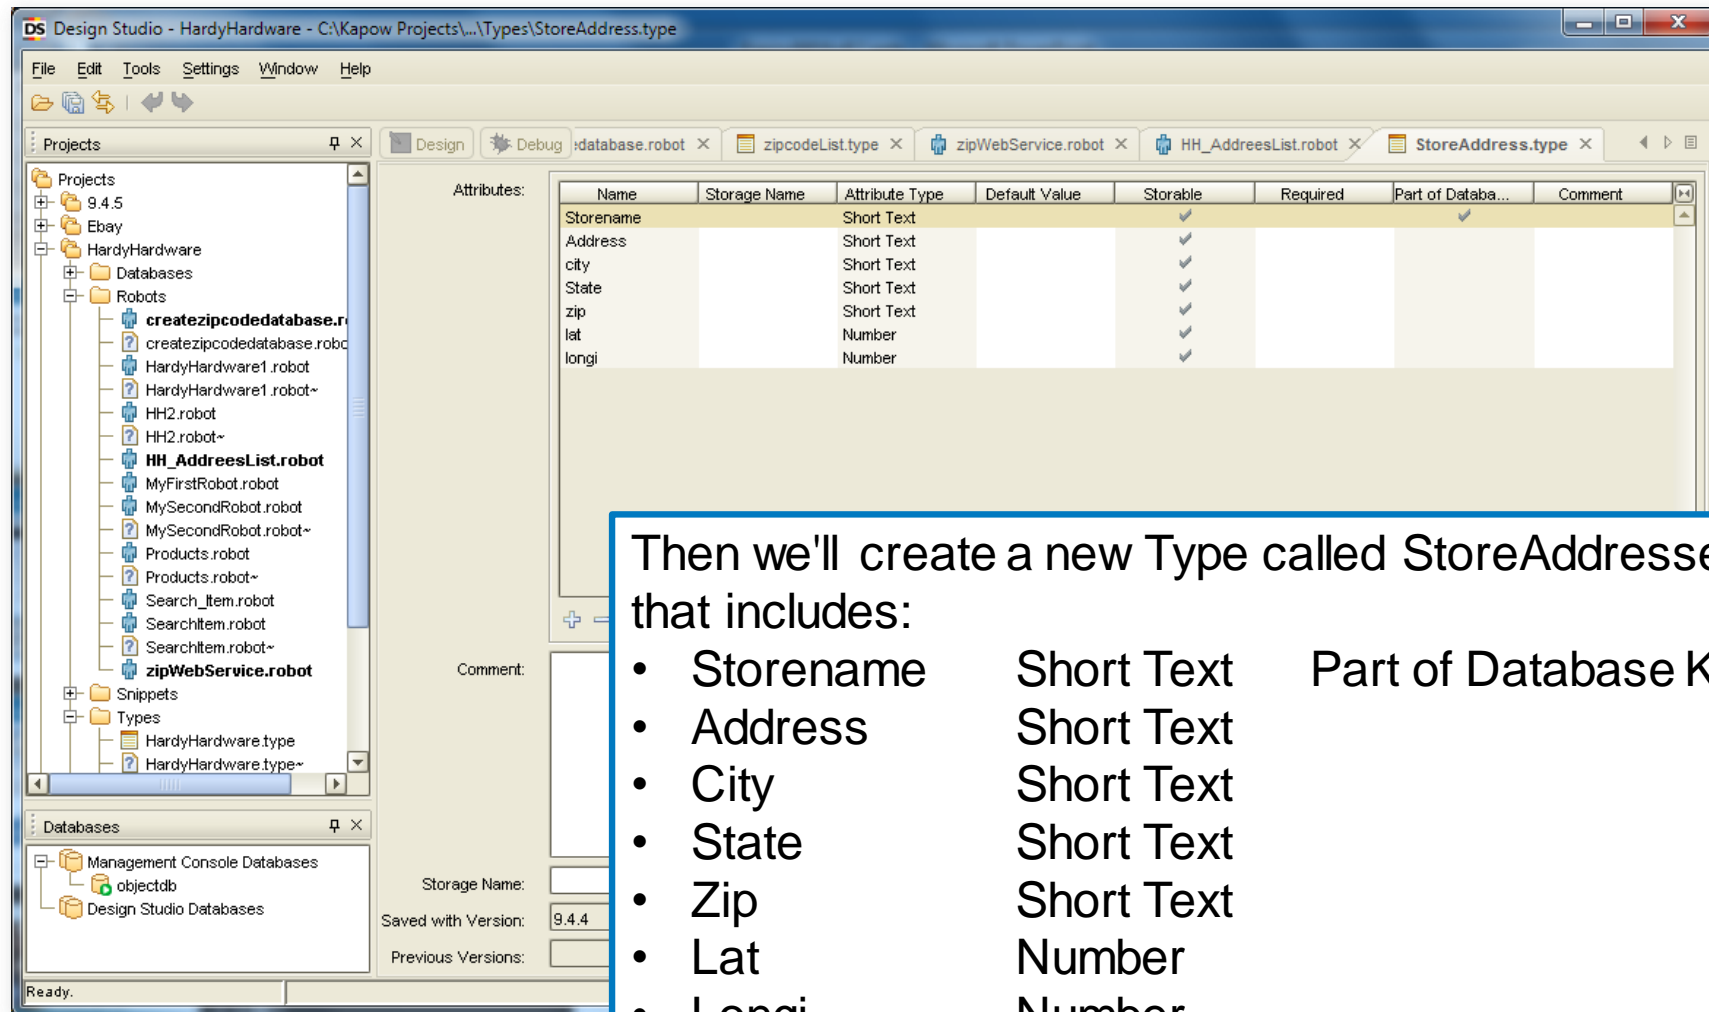 DS Design Studio - HardyHardware - C:\Kapow Projects\...\Types\StoreAddress.type
File Edit Tools Settings Window Help
Projects
Design Debug edatabase.robot zipcodeList.type zipWebService.robot HH_AddreesList.robot StoreAddress.type
Projects
9.4.5
Ebay
HardyHardware
Databases
Robots
createzipcodedatabase.r
createzipcodedatabase.robo
HardyHardware1.robot
HardyHardware1.robot~
HH2.robot
HH2.robot~
HH_AddreesList.robot
MyFirstRobot.robot
MySecondRobot.robot
MySecondRobot.robot~
Products.robot
Products.robot~
Search_Item.robot
SearchItem.robot
SearchItem.robot~
zipWebService.robot
Snippets
Types
HardyHardware.type
HardyHardware.type~
Databases
Management Console Databases
objectdb
Design Studio Databases
Ready.
Attributes:
Name Storage Name Attribute Type Default Value Storable Required Part of Databa... Comment
Storename Short Text
Address Short Text
city Short Text
State Short Text
zip Short Text
lat Number
longi Number
Comment:
Storage Name:
Saved with Version: 9.4.4
Previous Versions:
Then we'll create a new Type called StoreAddresse
that includes:
• Storename Short Text Part of Database K
• Address Short Text
• City Short Text
• State Short Text
• Zip Short Text
• Lat Number
• Longi Number